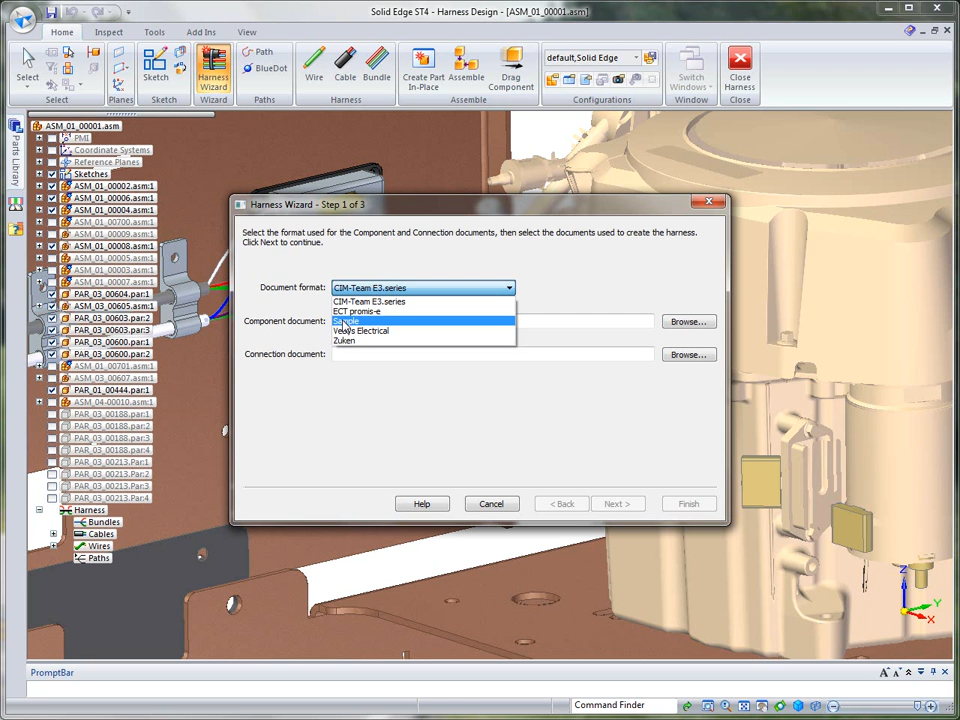 Solid Edge ST4 - Harness Design - [ASM_01_00001.asm]
Home Inspect Tools Add Ins View
Select
Select
Planes
Sketch
Sketch
Harness Wizard
Wizard
Path
BlueDot
Paths
Wire Cable Bundle
Harness
Create Part In-Place Assemble Drag Component
Assemble
default,Solid Edge
Configurations
Switch Windows
Window
Close Harness
Close
Parts Library
ASM_01_00001.asm
PMI
Coordinate Systems
Reference Planes
Sketches
ASM_01_00002.asm:1
ASM_01_00006.asm:1
ASM_01_00004.asm:1
ASM_01_00700.asm:1
ASM_01_00009.asm:1
ASM_01_00008.asm:1
ASM_01_00005.asm:1
ASM_01_00003.asm:1
ASM_01_00007.asm:1
PAR_03_00604.par:1
ASM_03_00605.asm:1
PAR_03_00603.par:2
PAR_03_00603.par:3
PAR_03_00600.par:1
PAR_03_00600.par:2
ASM_01_00701.asm:1
ASM_03_00607.asm:1
PAR_01_00444.par:1
ASM_04-00010.asm:1
PAR_03_00188.par:1
PAR_03_00188.par:2
PAR_03_00188.par:3
PAR_03_00188.par:4
PAR_03_00213.Par:1
PAR_03_00213.Par:2
PAR_03_00213.Par:3
PAR_03_00213.Par:4
Harness
Bundles
Cables
Wires
Paths
Harness Wizard - Step 1 of 3
Select the format used for the Component and Connection documents, then select the documents used to create the harness.
Click Next to continue.
Document format: CIM-Team E3.series
CIM-Team E3.series
ECT promis-e
Sample
Electrical
Zuken
Component document: Browse...
Connection document: Browse...
Help Cancel < Back Next > Finish
Z
Y
X
PromptBar
Command Finder